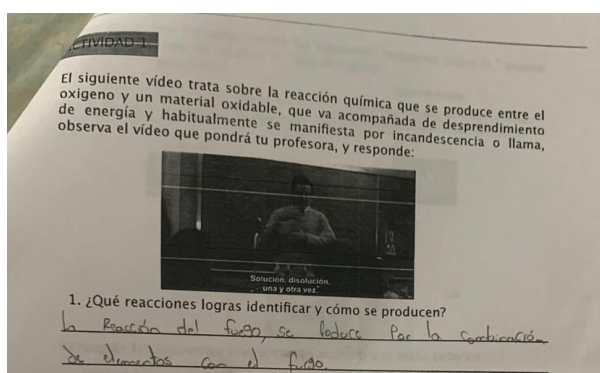 ACTIVIDAD 1
El siguiente vídeo trata sobre la reacción química que se produce entre el
oxigeno y un material oxidable, que va acompañada de desprendimiento
de energía y habitualmente se manifiesta por incandescencia o llama,
observa el vídeo que pondrá tu profesora, y responde:
Solución, disolución,
una y otra vez.
1. ¿Qué reacciones logras identificar y cómo se producen?
la Reacción del fuego, se Poduce Por la combinación
de elementos con el fuego.